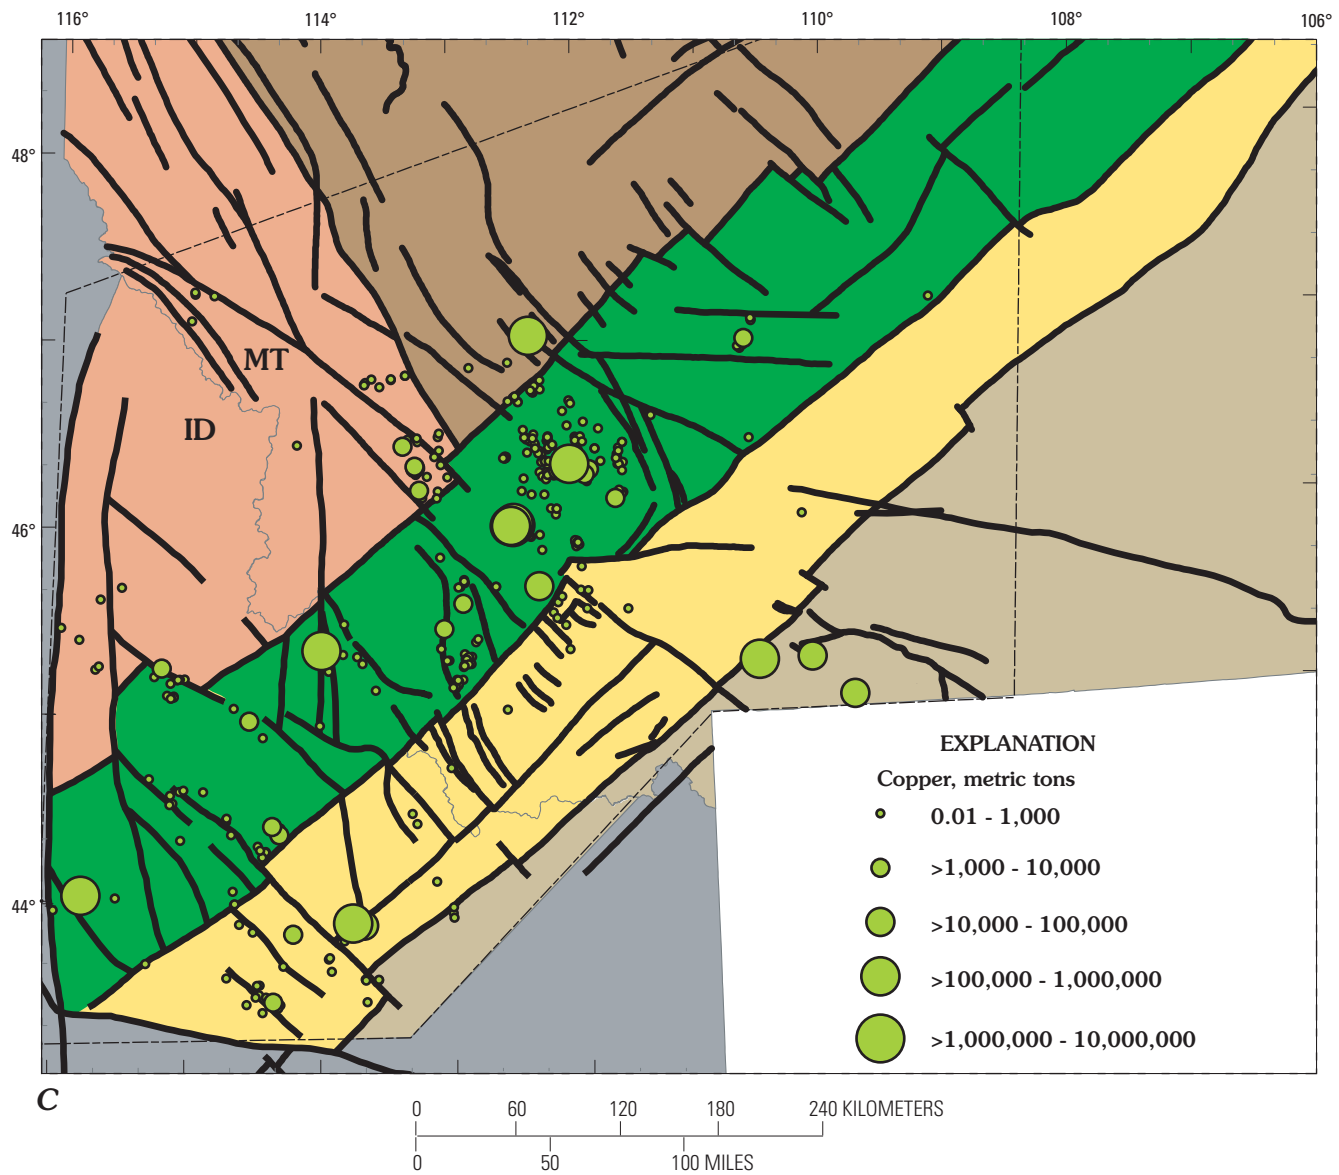 116° 114° 112° 110° 108° 106°
48°
MT
ID
46°
44°
EXPLANATION
Copper, metric tons
0.01 - 1,000
>1,000 - 10,000
>10,000 - 100,000
>100,000 - 1,000,000
>1,000,000 - 10,000,000
C
0 60 120 180 240 KILOMETERS
0 50 100 MILES